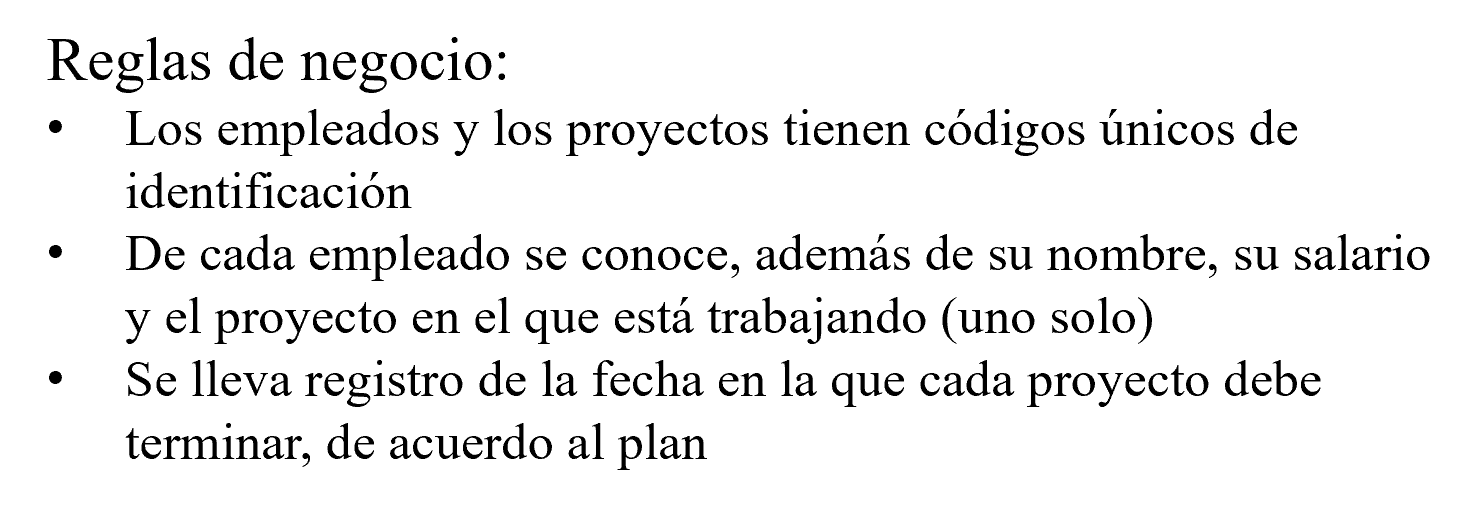 Reglas de negocio:
• Los empleados y los proyectos tienen códigos únicos de
identificación
• De cada empleado se conoce, además de su nombre, su salario
y el proyecto en el que está trabajando (uno solo)
• Se lleva registro de la fecha en la que cada proyecto debe
terminar, de acuerdo al plan